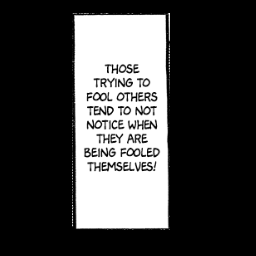 THOSE
TRYING TO
FOOL OTHERS
TEND TO NOT
NOTICE WHEN
THEY ARE
BEING FOOLED
THEMSELVES!